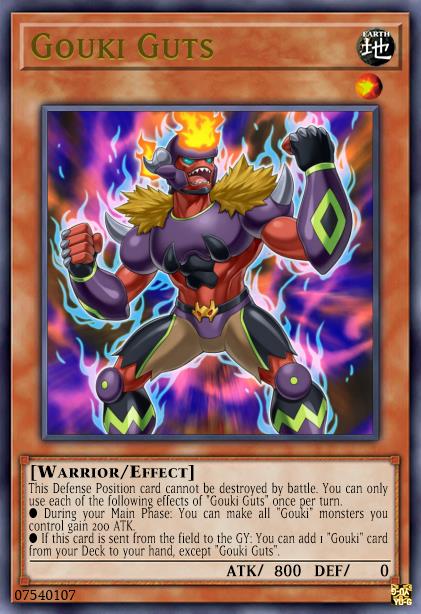 Gouki Guts
EARTH
地
[Warrior/Effect]
This Defense Position card cannot be destroyed by battle. You can only
use each of the following effects of "Gouki Guts" once per turn.
● During your Main Phase: You can make all "Gouki" monsters you
control gain 200 ATK.
● If this card is sent from the field to the GY: You can add 1 "Gouki" card
from your Deck to your hand, except "Gouki Guts".
ATK/ 800 DEF/ 0
07540107